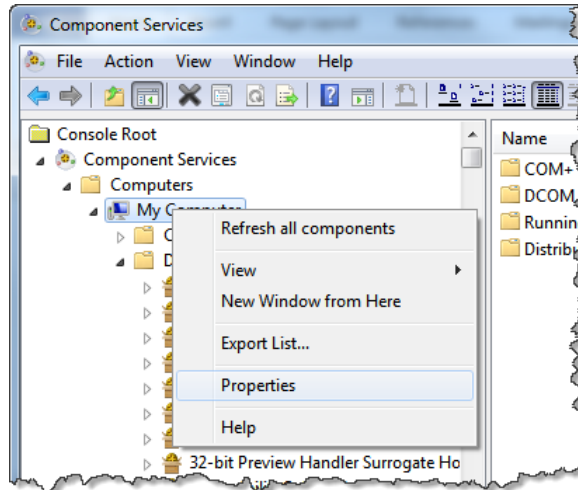 Component Services
File Action View Window Help
Console Root
Component Services
Computers
My Computer
Refresh all components
View
New Window from Here
Export List...
Properties
Help
32-bit Preview Handler Surrogate Ho
Name
COM+
DCOM
Runnin
Distrib